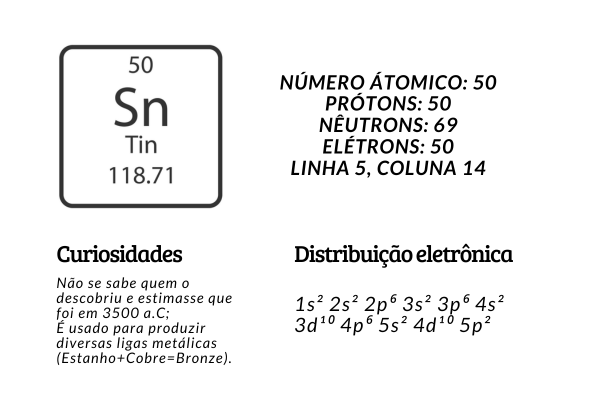 50
Sn
Tin
118.71
NÚMERO ÁTOMICO: 50
PRÓTONS: 50
NÊUTRONS: 69
ELÉTRONS: 50
LINHA 5, COLUNA 14
Curiosidades
Não se sabe quem o
descobriu e estimasse que
foi em 3500 a.C;
É usado para produzir
diversas ligas metálicas
(Estanho+Cobre=Bronze).
Distribuição eletrônica
1s² 2s² 2p⁶ 3s² 3p⁶ 4s²
3d¹⁰ 4p⁶ 5s² 4d¹⁰ 5p²